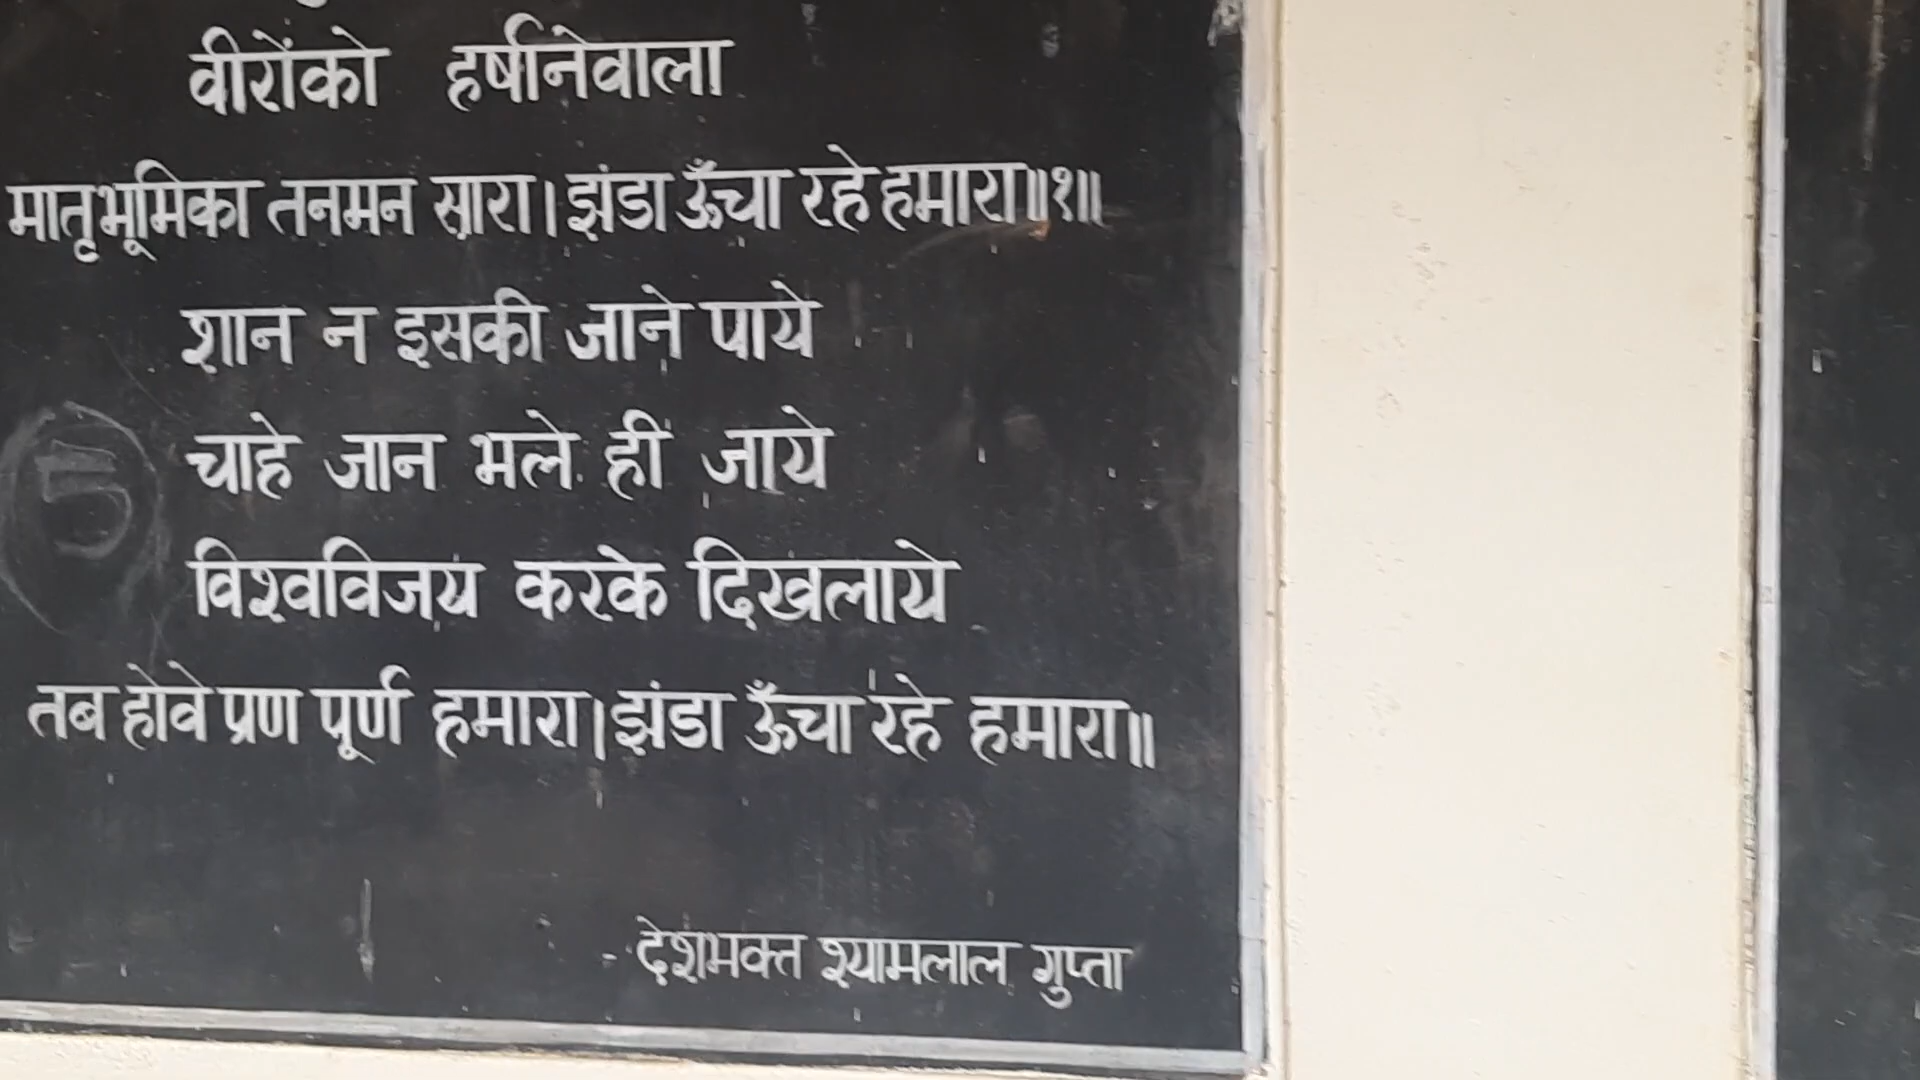 वीरोंको हर्षानेवाला
मातृभूमिका तनमन सारा। झंडा ऊँचा रहे हमारा॥१॥
शान न इसकी जाने पाये
चाहे जान भले ही जाये
विश्वविजय करके दिखलाये
तब होवे प्रण पूर्ण हमारा। झंडा ऊँचा रहे हमारा॥
- देशभक्त श्यामलाल गुप्ता